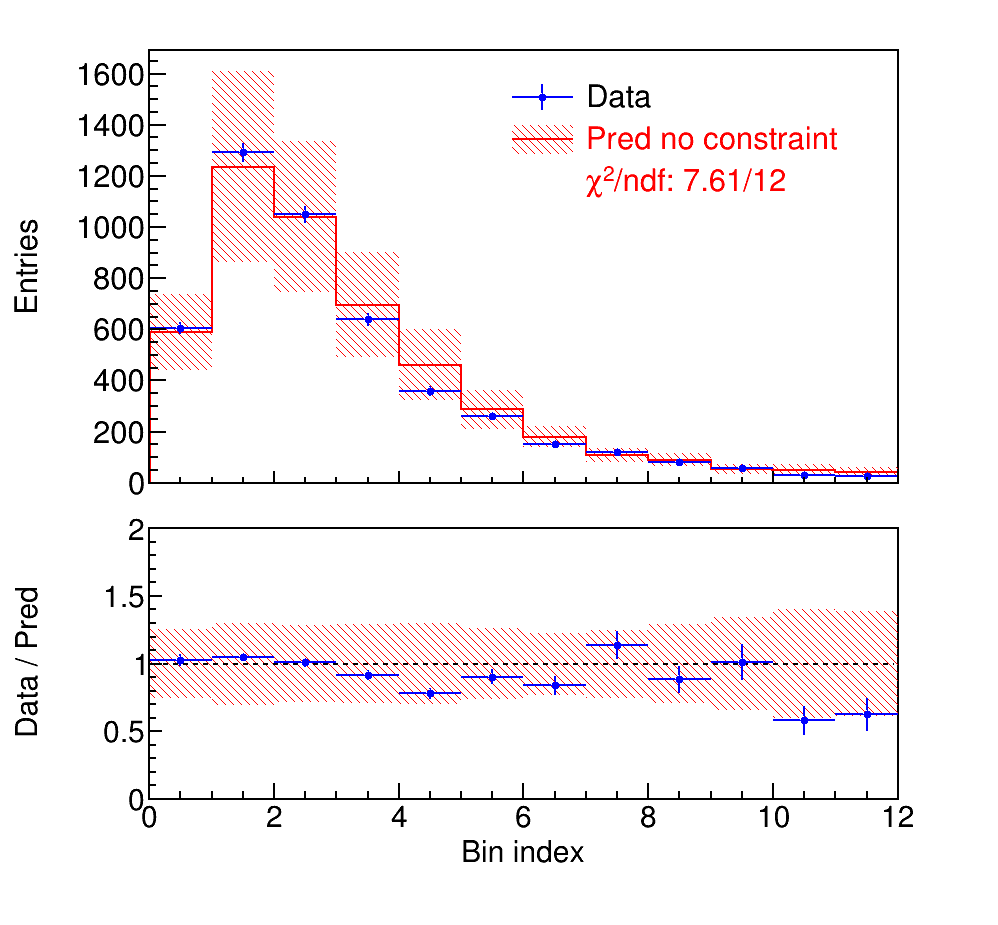 1600
1400
1200
1000
800
600
400
200
0
Entries
Data
Pred no constraint
χ²/ndf: 7.61/12
2
1.5
1
0.5
0
Data / Pred
0 2 4 6 8 10 12
Bin index